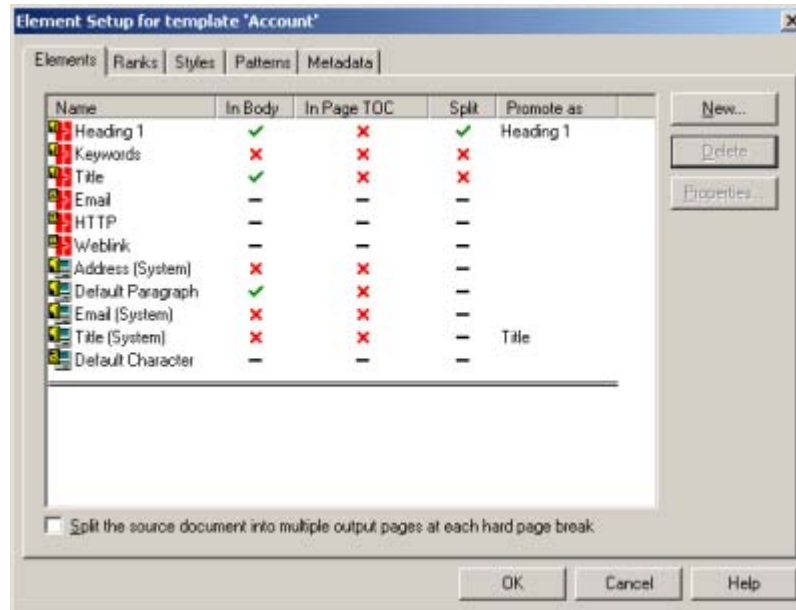 Element Setup for template 'Account'
Elements Ranks Styles Patterns Metadata
Name In Body In Page TOC Split Promote as
New...
Heading 1 Heading 1
Keywords
Delete
Title
Email
Properties...
HTTP
Weblink
Address (System)
Default Paragraph
Email (System)
Title (System) Title
Default Character
Split the source document into multiple output pages at each hard page break
OK Cancel Help